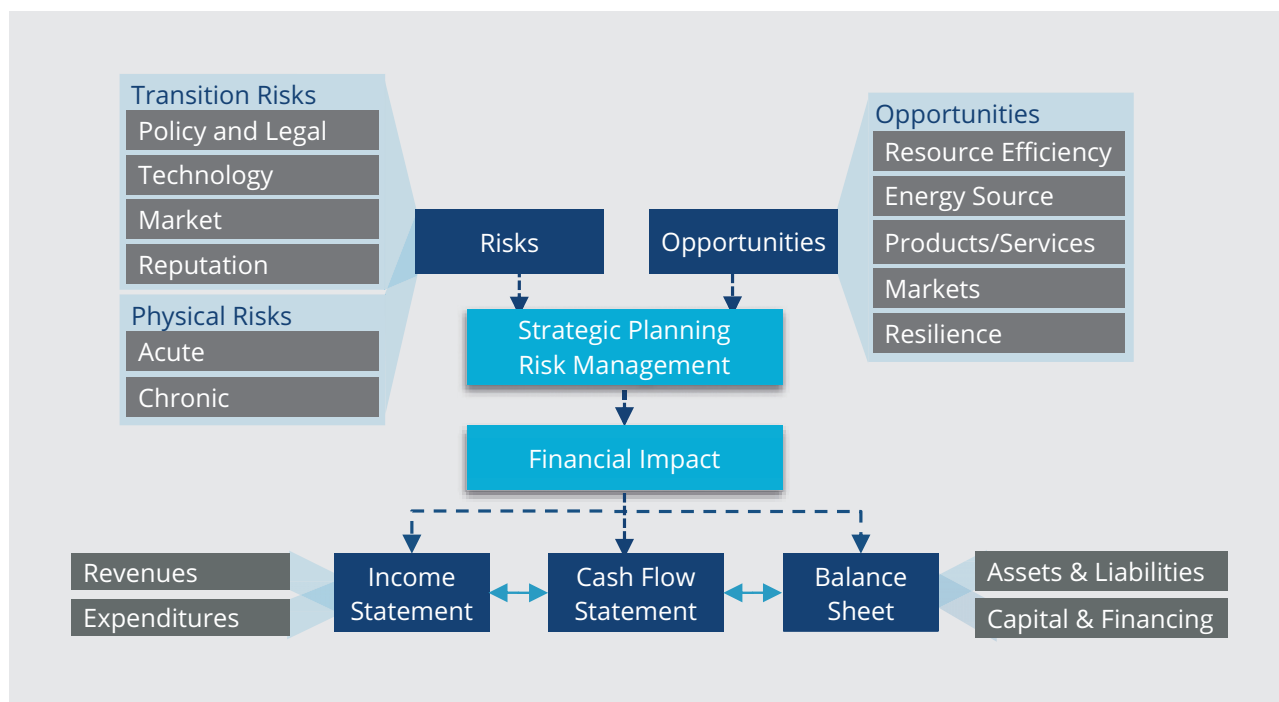 Transition Risks
Policy and Legal
Technology
Market
Reputation
Physical Risks
Acute
Chronic
Risks
Opportunities
Opportunities
Resource Efficiency
Energy Source
Products/Services
Markets
Resilience
Strategic Planning
Risk Management
Financial Impact
Revenues
Expenditures
Income
Statement
Cash Flow
Statement
Balance
Sheet
Assets & Liabilities
Capital & Financing